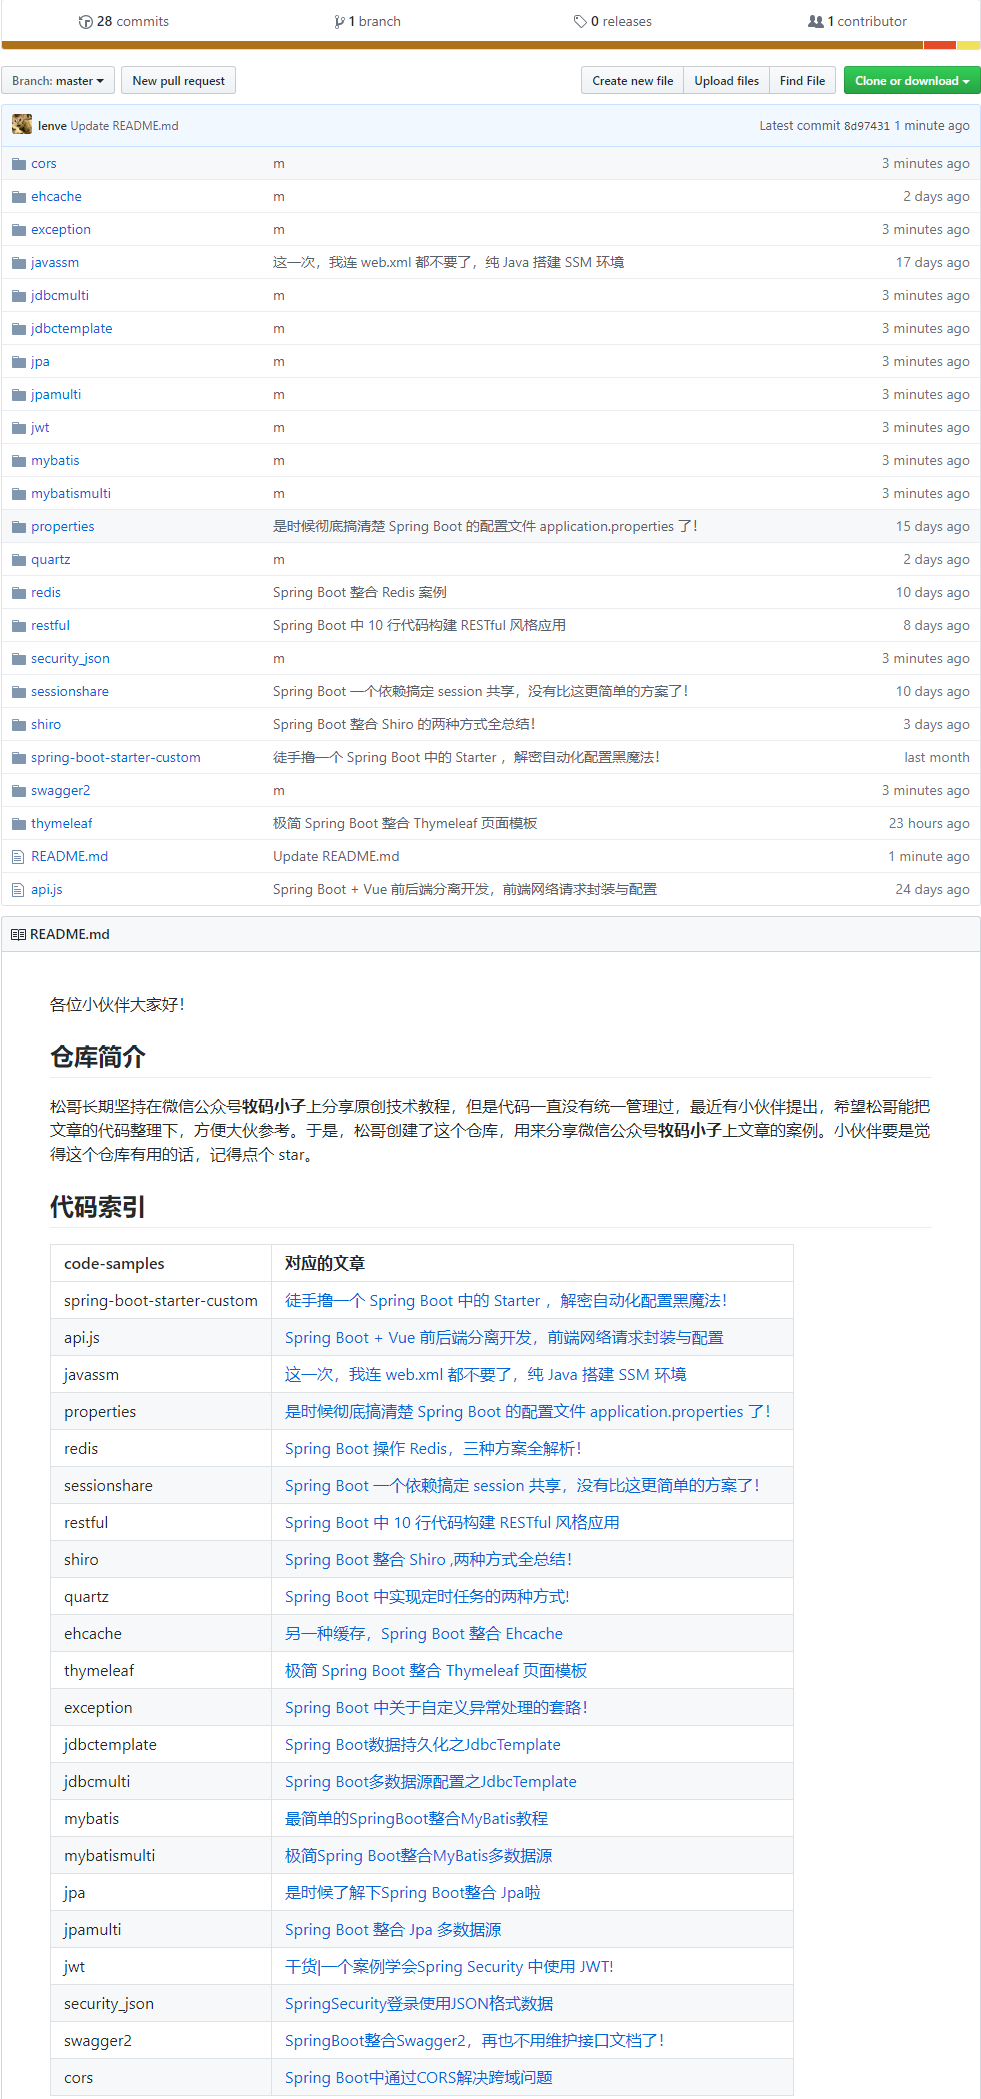 28 commits 1 branch 0 releases 1 contributor
Branch: master New pull request Create new file Upload files Find File Clone or download
lenve Update README.md Latest commit 8d97431 1 minute ago
cors m 3 minutes ago
ehcache m 2 days ago
exception m 3 minutes ago
javassm 这一次，我连 web.xml 都不要了，纯 Java 搭建 SSM 环境 17 days ago
jdbcmulti m 3 minutes ago
jdbctemplate m 3 minutes ago
jpa m 3 minutes ago
jpamulti m 3 minutes ago
jwt m 3 minutes ago
mybatis m 3 minutes ago
mybatismulti m 3 minutes ago
properties 是时候彻底搞清楚 Spring Boot 的配置文件 application.properties 了！ 15 days ago
quartz m 2 days ago
redis Spring Boot 整合 Redis 案例 10 days ago
restful Spring Boot 中 10 行代码构建 RESTful 风格应用 8 days ago
security_json m 3 minutes ago
sessionshare Spring Boot 一个依赖搞定 session 共享，没有比这更简单的方案了！ 10 days ago
shiro Spring Boot 整合 Shiro 的两种方式全总结！ 3 days ago
spring-boot-starter-custom 徒手撸一个 Spring Boot 中的 Starter ，解密自动化配置黑魔法！ last month
swagger2 m 3 minutes ago
thymeleaf 极简 Spring Boot 整合 Thymeleaf 页面模板 23 hours ago
README.md Update README.md 1 minute ago
api.js Spring Boot + Vue 前后端分离开发，前端网络请求封装与配置 24 days ago
README.md
各位小伙伴大家好！
仓库简介
松哥长期坚持在微信公众号牧码小子上分享原创技术教程，但是代码一直没有统一管理过，最近有小伙伴提出，希望松哥能把
文章的代码整理下，方便大伙参考。于是，松哥创建了这个仓库，用来分享微信公众号牧码小子上文章的案例。小伙伴要是觉
得这个仓库有用的话，记得点个 star。
代码索引
code-samples 对应的文章
spring-boot-starter-custom 徒手撸一个 Spring Boot 中的 Starter ，解密自动化配置黑魔法！
api.js Spring Boot + Vue 前后端分离开发，前端网络请求封装与配置
javassm 这一次，我连 web.xml 都不要了，纯 Java 搭建 SSM 环境
properties 是时候彻底搞清楚 Spring Boot 的配置文件 application.properties 了！
redis Spring Boot 操作 Redis，三种方案全解析！
sessionshare Spring Boot 一个依赖搞定 session 共享，没有比这更简单的方案了！
restful Spring Boot 中 10 行代码构建 RESTful 风格应用
shiro Spring Boot 整合 Shiro ,两种方式全总结！
quartz Spring Boot 中实现定时任务的两种方式!
ehcache 另一种缓存，Spring Boot 整合 Ehcache
thymeleaf 极简 Spring Boot 整合 Thymeleaf 页面模板
exception Spring Boot 中关于自定义异常处理的套路！
jdbctemplate Spring Boot数据持久化之JdbcTemplate
jdbcmulti Spring Boot多数据源配置之JdbcTemplate
mybatis 最简单的SpringBoot整合MyBatis教程
mybatismulti 极简Spring Boot整合MyBatis多数据源
jpa 是时候了解下Spring Boot整合 Jpa啦
jpamulti Spring Boot 整合 Jpa 多数据源
jwt 干货|一个案例学会Spring Security 中使用 JWT!
security_json SpringSecurity登录使用JSON格式数据
swagger2 SpringBoot整合Swagger2，再也不用维护接口文档了！
cors Spring Boot中通过CORS解决跨域问题